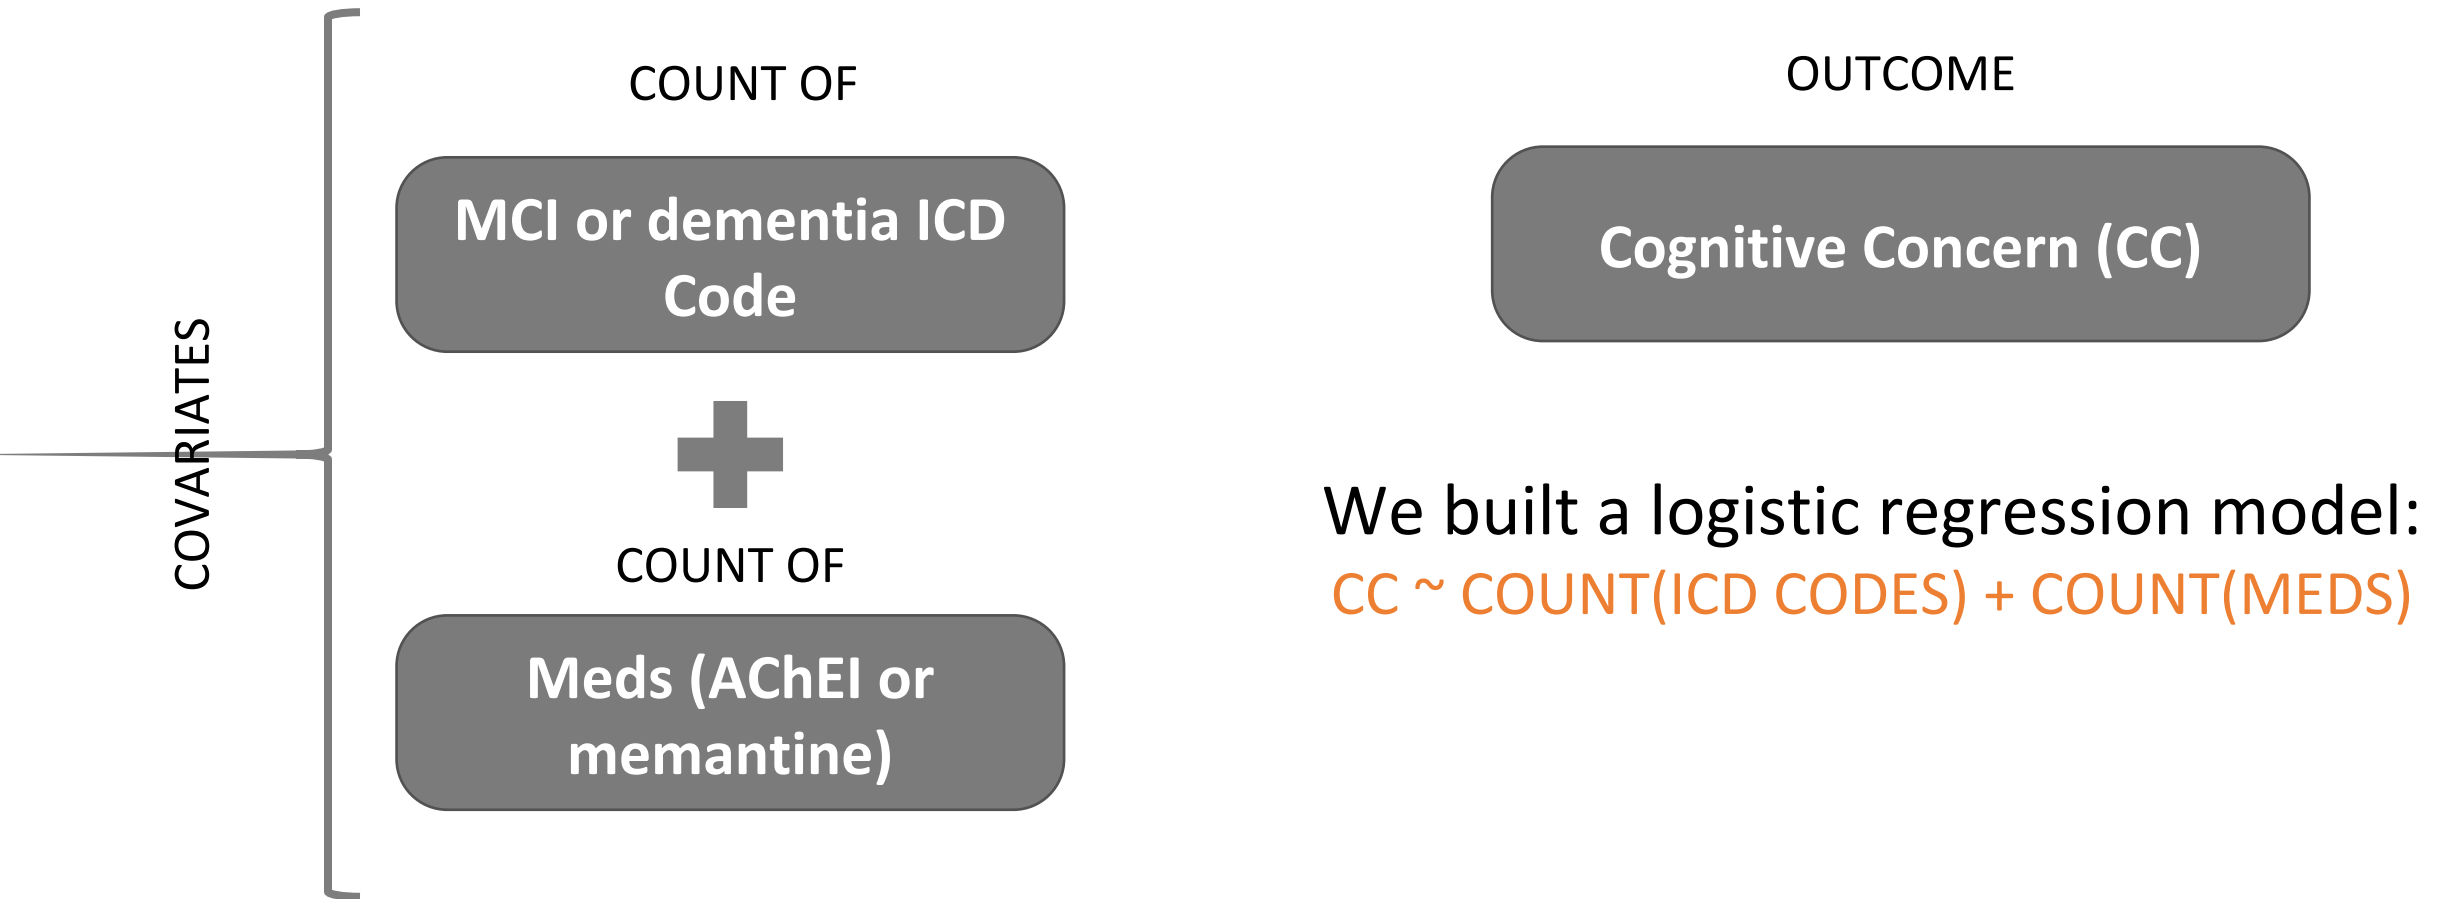 COVARIATES
COUNT OF
MCI or dementia ICD
Code
COUNT OF
Meds (AChEI or
memantine)
OUTCOME
Cognitive Concern (CC)
We built a logistic regression model:
CC ~ COUNT(ICD CODES) + COUNT(MEDS)